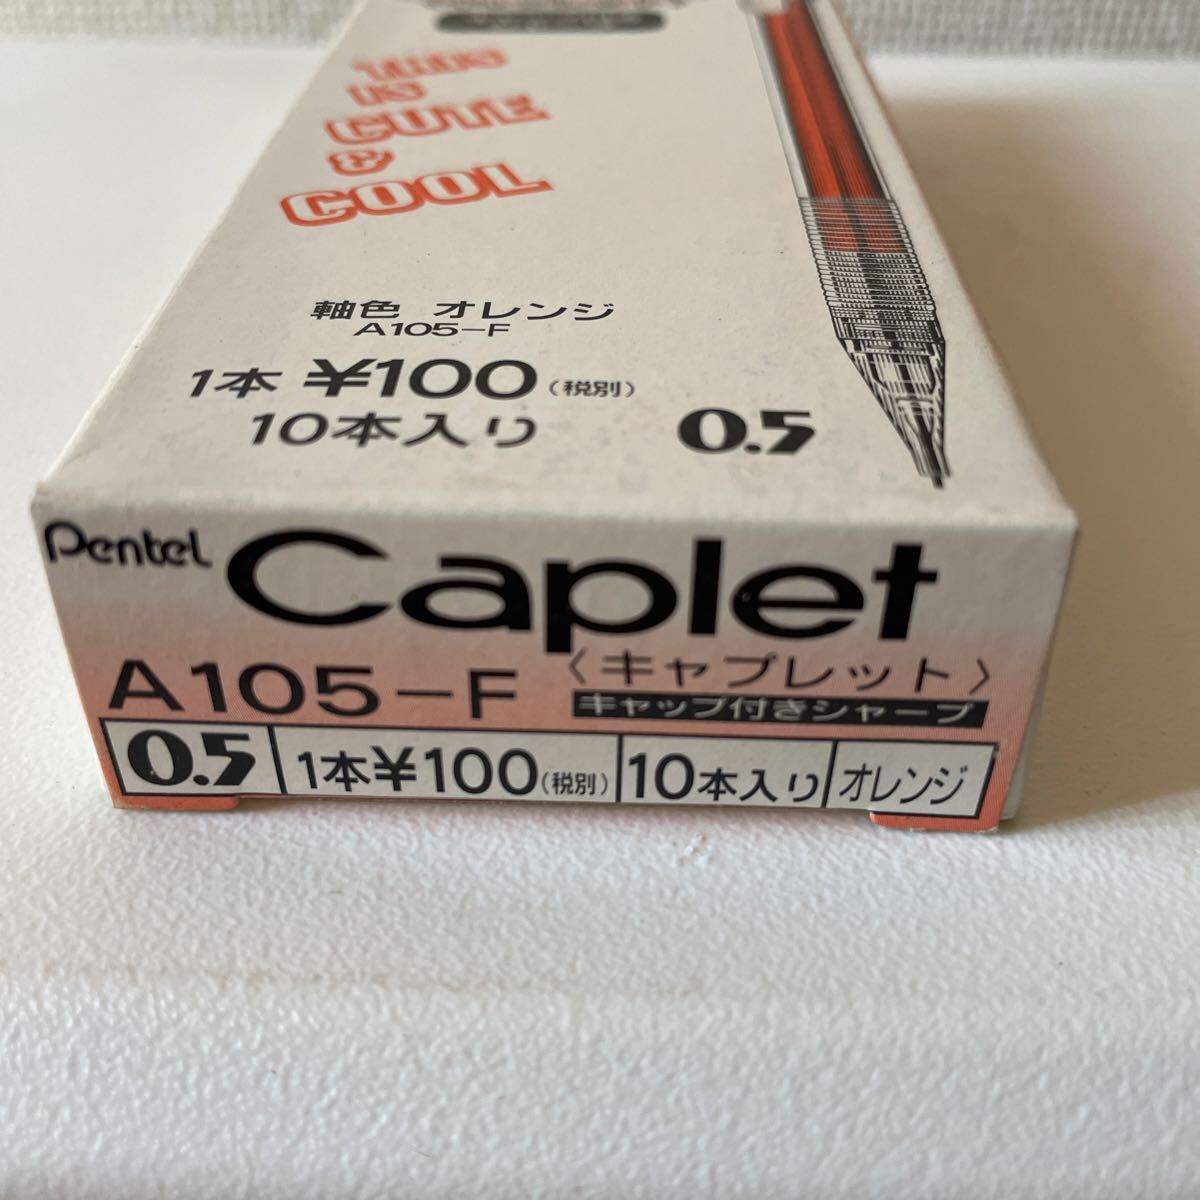 THIS
IS
CUTE
&
COOL
軸色 オレンジ
A105-F
1本 ¥100(税別)
10本入り
0.5
Pentel Caplet
A105-F
〈キャプレット〉
キャップ付きシャープ
0.5 1本¥100(税別) 10本入り オレンジ